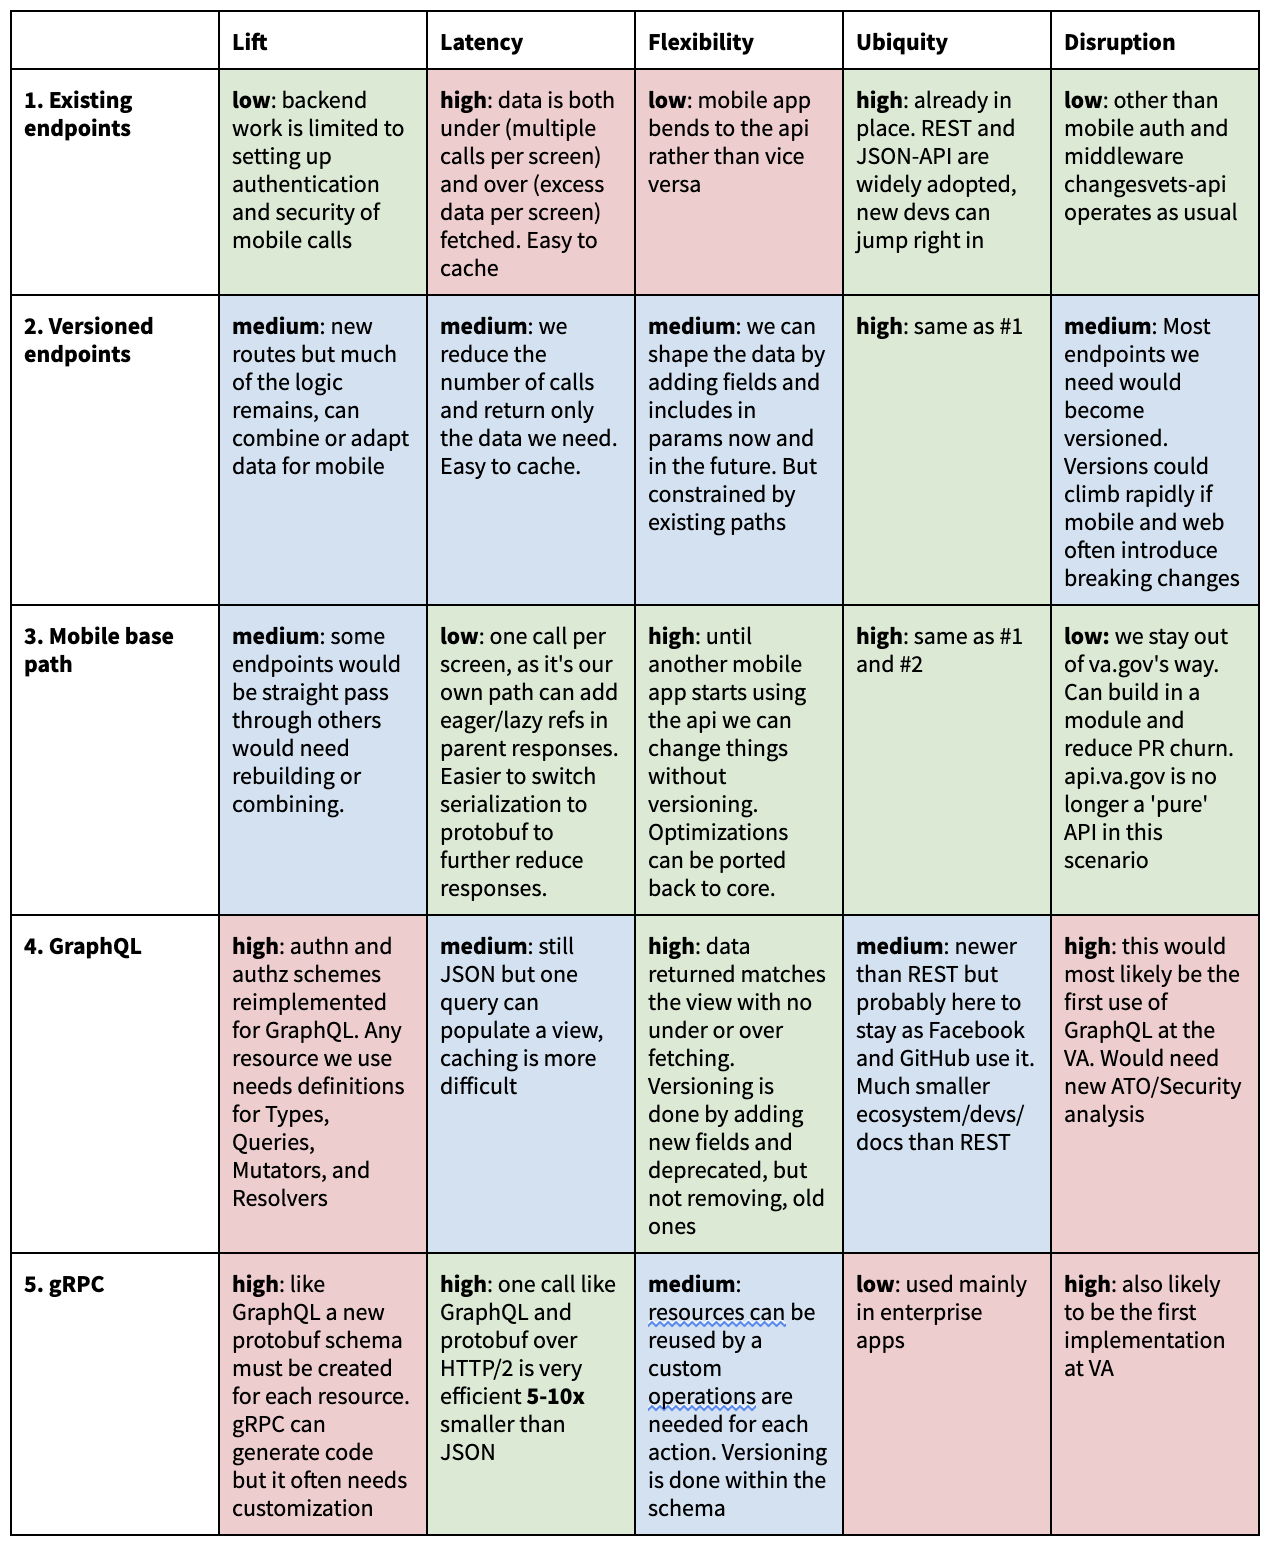 Lift
Latency
Flexibility
Ubiquity
Disruption
1. Existing
endpoints
low: backend
work is limited to
setting up
authentication
and security of
mobile calls
high: data is both
under (multiple
calls per screen)
and over (excess
data per screen)
fetched. Easy to
cache
low: mobile app
bends to the api
rather than vice
versa
high: already in
place. REST and
JSON-API are
widely adopted,
new devs can
jump right in
low: other than
mobile auth and
middleware
changesvets-api
operates as usual
2. Versioned
endpoints
medium: new
routes but much
of the logic
remains, can
combine or adapt
data for mobile
medium: we
reduce the
number of calls
and return only
the data we need.
Easy to cache.
medium: we can
shape the data by
adding fields and
includes in
params now and
in the future. But
constrained by
existing paths
high: same as #1
medium: Most
endpoints we
need would
become
versioned.
Versions could
climb rapidly if
mobile and web
often introduce
breaking changes
3. Mobile base
path
medium: some
endpoints would
be straight pass
through others
would need
rebuilding or
combining.
low: one call per
screen, as it's our
own path can add
eager/lazy refs in
parent responses.
Easier to switch
serialization to
protobuf to
further reduce
responses.
high: until
another mobile
app starts using
the api we can
change things
without
versioning.
Optimizations
can be ported
back to core.
high: same as #1
and #2
low: we stay out
of va.gov's way.
Can build in a
module and
reduce PR churn.
api.va.gov is no
longer a 'pure'
API in this
scenario
4. GraphQL
high: authn and
authz schemes
reimplemented
for GraphQL. Any
resource we use
needs definitions
for Types,
Queries,
Mutators, and
Resolvers
medium: still
JSON but one
query can
populate a view,
caching is more
difficult
high: data
returned matches
the view with no
under or over
fetching.
Versioning is
done by adding
new fields and
deprecated, but
not removing, old
ones
medium: newer
than REST but
probably here to
stay as Facebook
and GitHub use it.
Much smaller
ecosystem/devs/
docs than REST
high: this would
most likely be the
first use of
GraphQL at the
VA. Would need
new ATO/Security
analysis
5. gRPC
high: like
GraphQL a new
protobuf schema
must be created
for each resource.
gRPC can
generate code
but it often needs
customization
high: one call like
GraphQL and
protobuf over
HTTP/2 is very
efficient 5-10x
smaller than
JSON
medium:
resources can be
reused by a
custom
operations are
needed for each
action. Versioning
is done within the
schema
low: used mainly
in enterprise
apps
high: also likely
to be the first
implementation
at VA